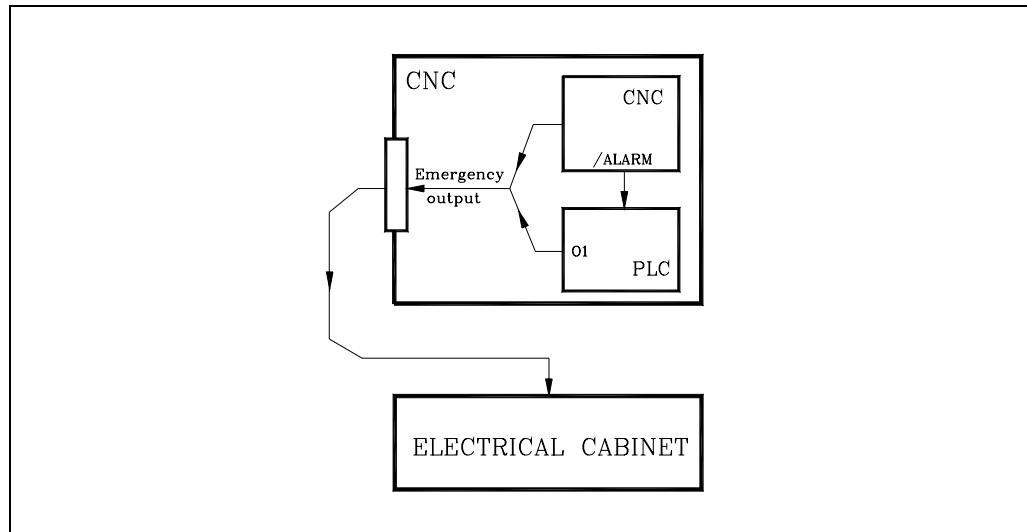 CNC
CNC
/ALARM
Emergency
output
O1
PLC
ELECTRICAL CABINET